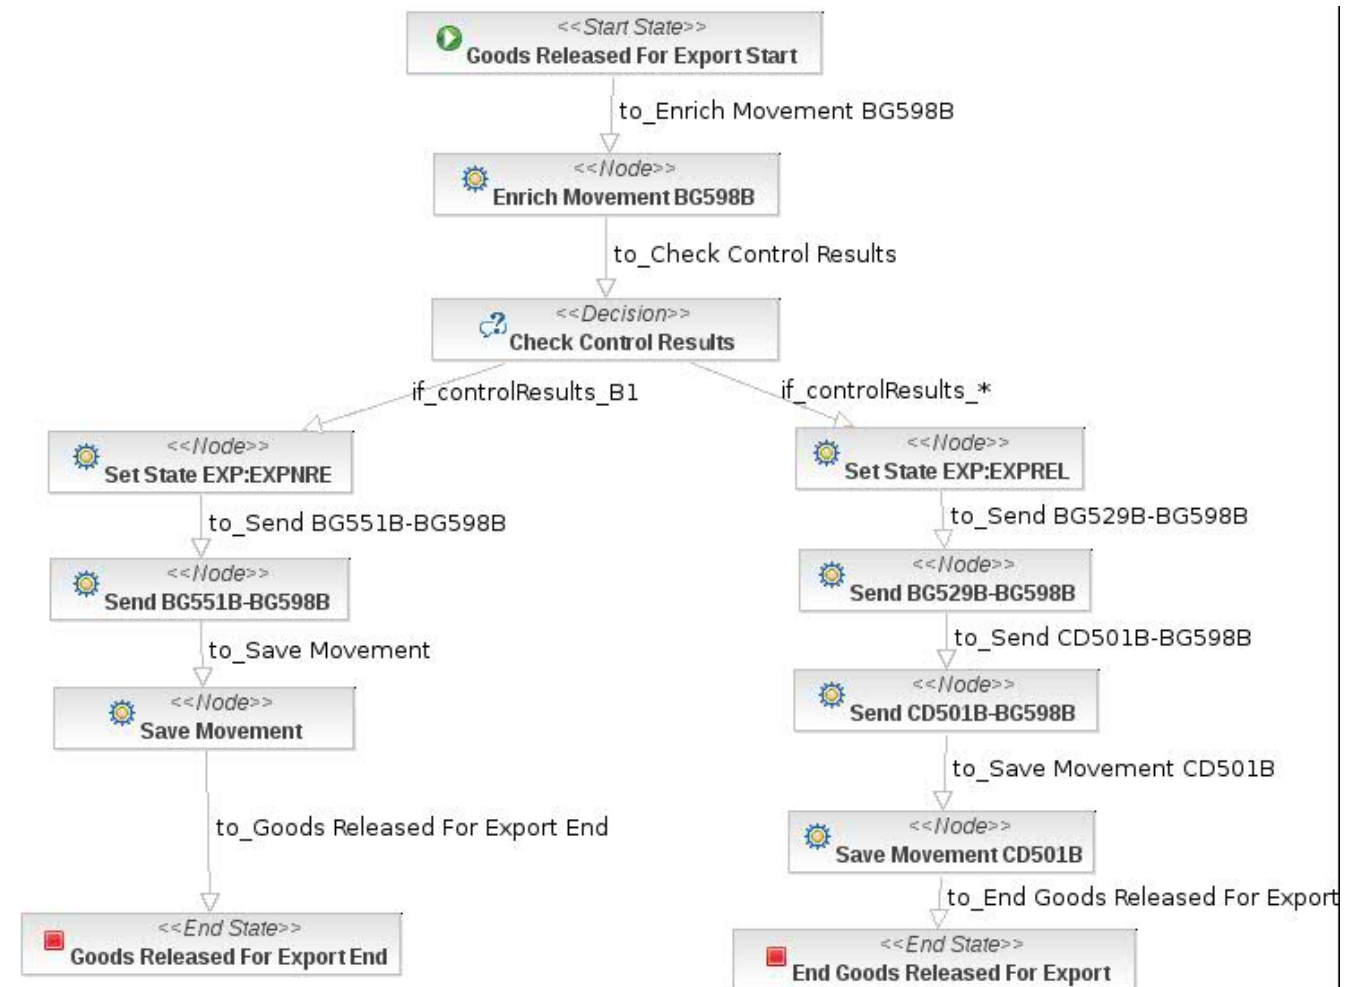 <<Start State>>
Goods Released For Export Start
to_Enrich Movement BG598B
<<Node>>
Enrich Movement BG598B
to_Check Control Results
<<Decision>>
Check Control Results
if_controlResults_B1
if_controlResults_*
<<Node>>
Set State EXP:EXPNRE
<<Node>>
Set State EXP:EXPREL
to_Send BG551B-BG598B
to_Send BG529B-BG598B
<<Node>>
Send BG551B-BG598B
<<Node>>
Send BG529B-BG598B
to_Save Movement
to_Send CD501B-BG598B
<<Node>>
Save Movement
<<Node>>
Send CD501B-BG598B
to_Save Movement CD501B
to_Goods Released For Export End
<<Node>>
Save Movement CD501B
to_End Goods Released For Export
<<End State>>
Goods Released For Export End
<<End State>>
End Goods Released For Export